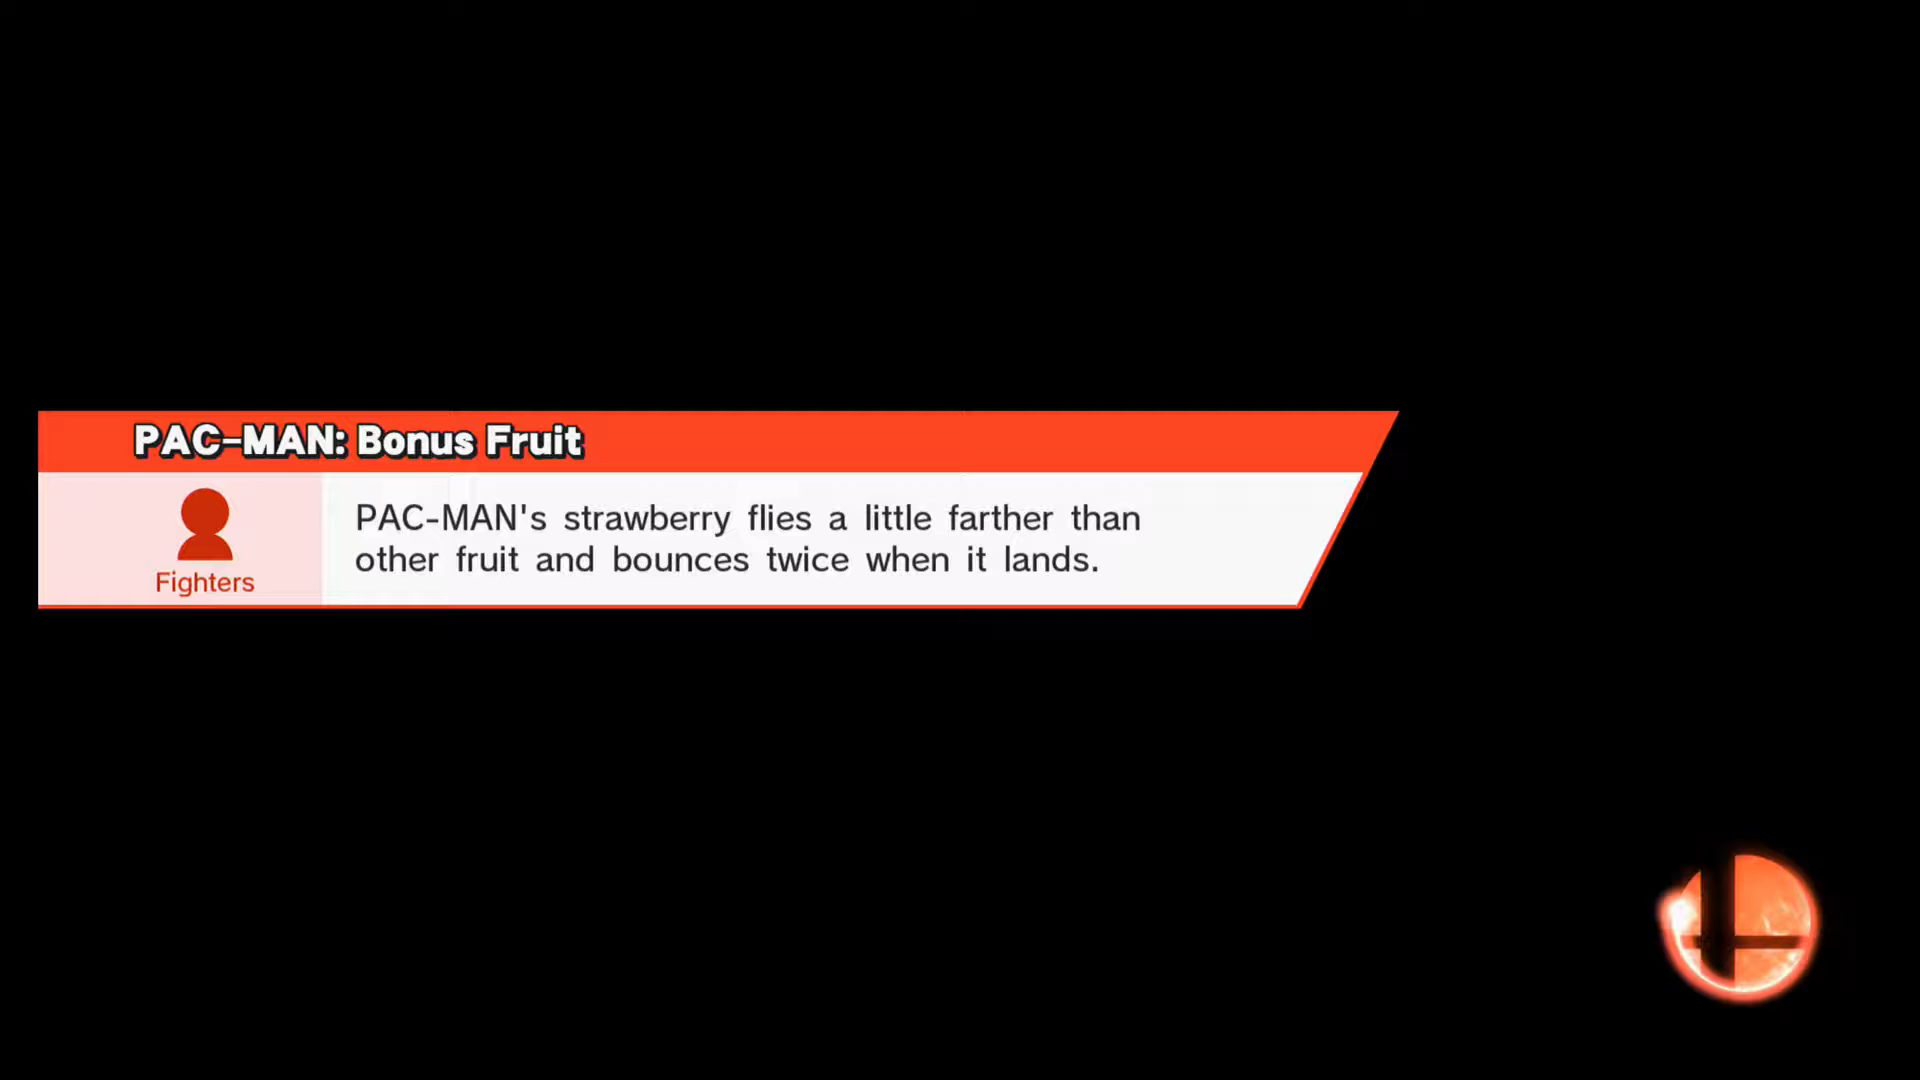 PAC-MAN: Bonus Fruit
Fighters
PAC-MAN's strawberry flies a little farther than
other fruit and bounces twice when it lands.